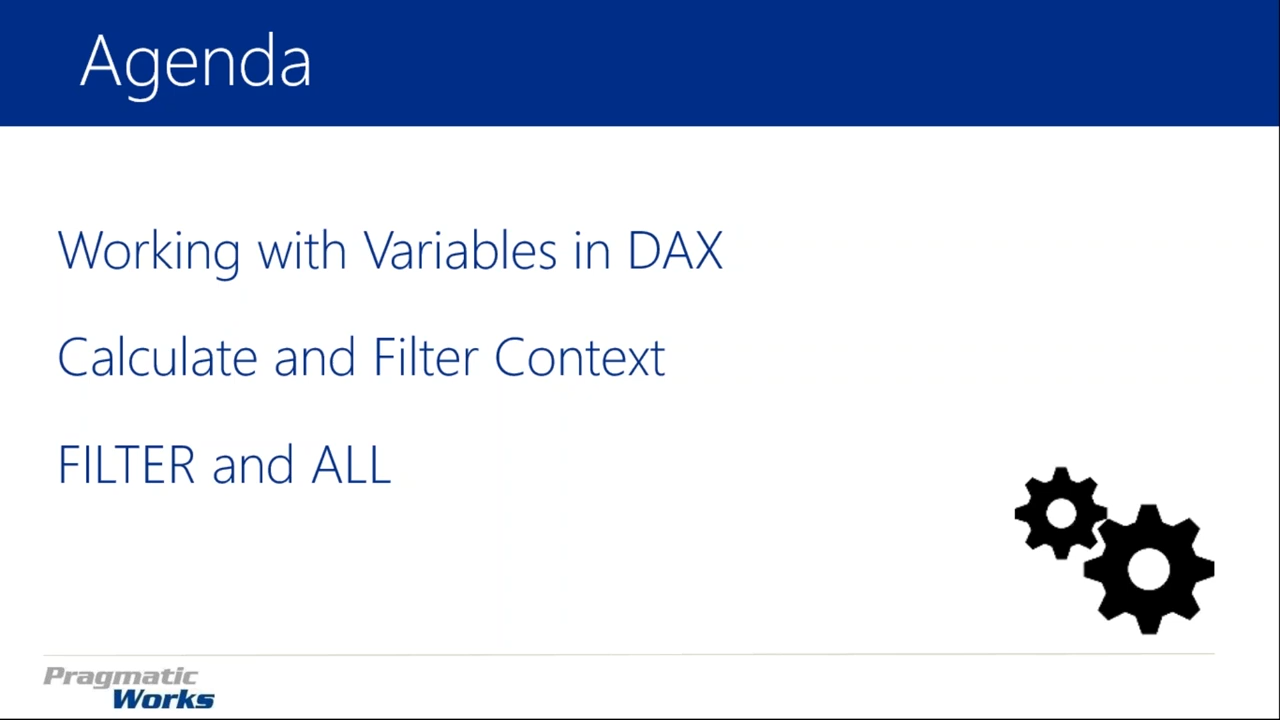 Agenda
Working with Variables in DAX
Calculate and Filter Context
FILTER and ALL
Pragmatic
Works